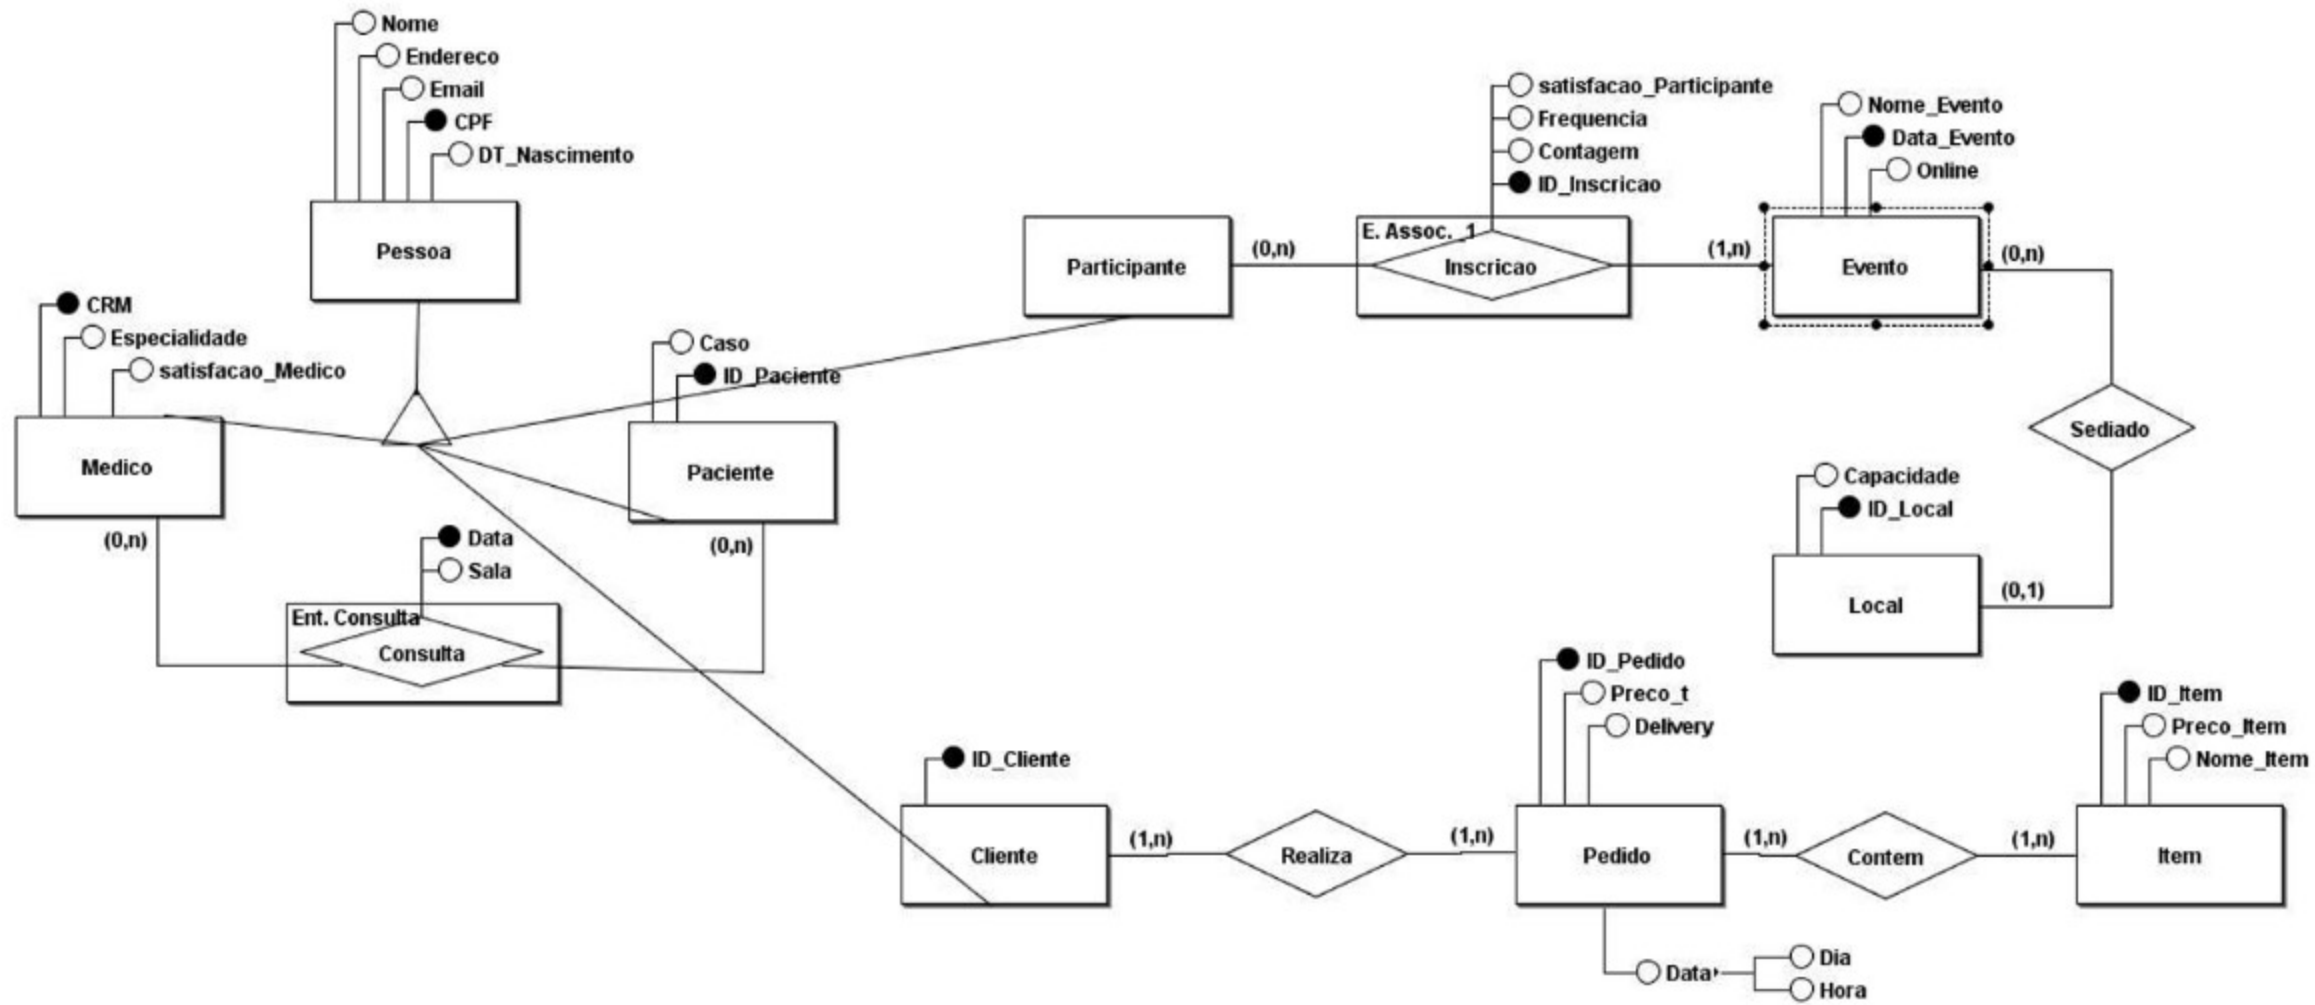 Nome
Endereco
Email
CPF
DT_Nascimento
Pessoa
CRM
Especialidade
satisfacao_Medico
Medico
(0,n)
Caso
ID_Paciente
Paciente
(0,n)
Data
Sala
Ent. Consulta
Consulta
satisfacao_Participante
Frequencia
Contagem
ID_Inscricao
Participante
(0,n)
E. Assoc._1
Inscricao
(1,n)
Nome_Evento
Data_Evento
Online
Evento
(0,n)
Sediado
Capacidade
ID_Local
Local
(0,1)
ID_Cliente
Cliente
(1,n)
Realiza
(1,n)
ID_Pedido
Preco_t
Delivery
Pedido
(1,n)
Contem
(1,n)
ID_Item
Preco_Item
Nome_Item
Item
Data
Dia
Hora